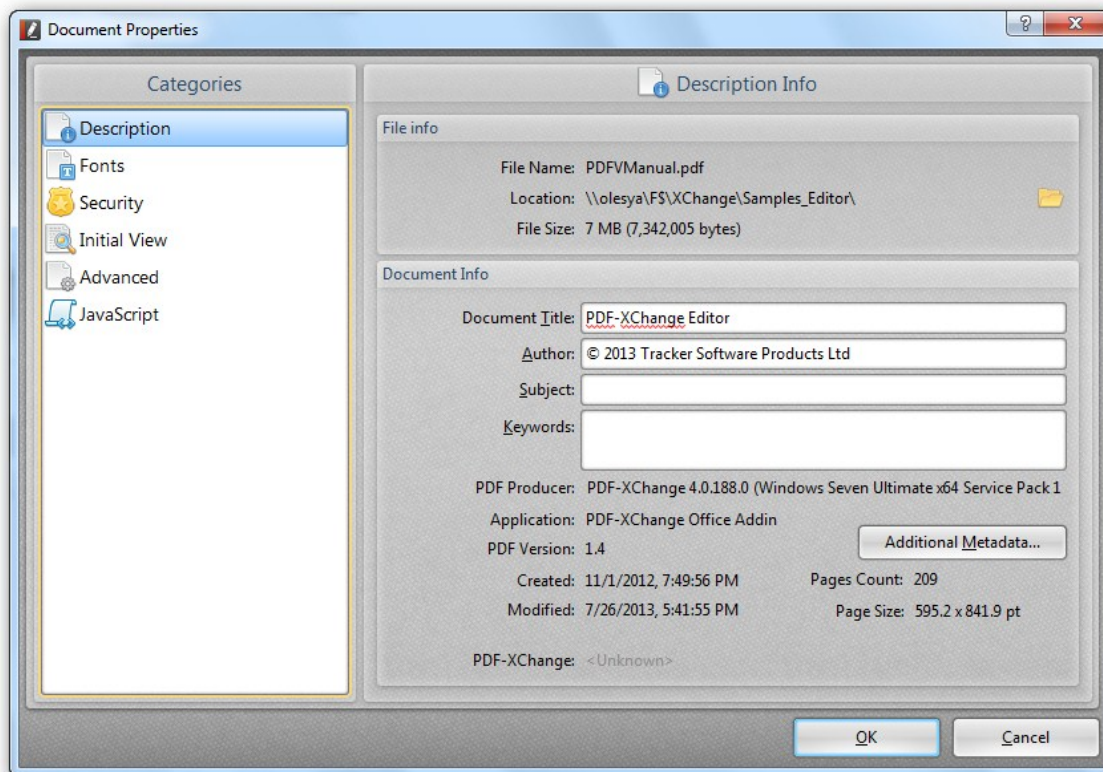 Document Properties
Categories
Description
Fonts
Security
Initial View
Advanced
JavaScript
Description Info
File info
File Name: PDFVManual.pdf
Location: \\olesya\F$\XChange\Samples_Editor\
File Size: 7 MB (7,342,005 bytes)
Document Info
Document Title: PDF-XChange Editor
Author: © 2013 Tracker Software Products Ltd
Subject:
Keywords:
PDF Producer: PDF-XChange 4.0.188.0 (Windows Seven Ultimate x64 Service Pack 1
Application: PDF-XChange Office Addin
PDF Version: 1.4
Additional Metadata...
Created: 11/1/2012, 7:49:56 PM Pages Count: 209
Modified: 7/26/2013, 5:41:55 PM Page Size: 595.2 x 841.9 pt
PDF-XChange: <Unknown>
OK Cancel